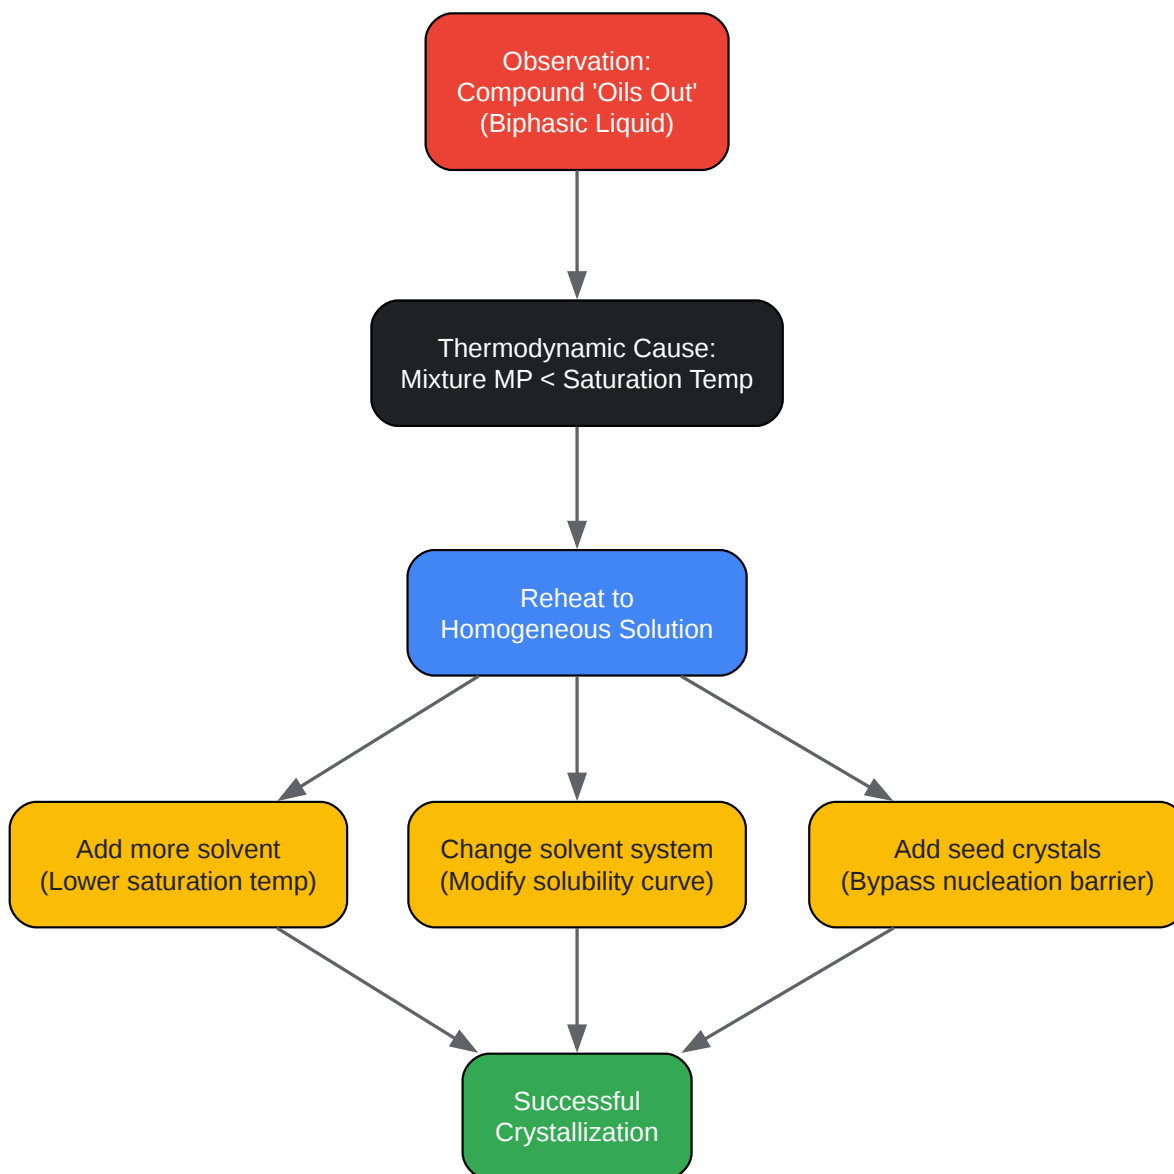 Observation:
Compound 'Oils Out'
(Biphasic Liquid)
Thermodynamic Cause:
Mixture MP < Saturation Temp
Reheat to
Homogeneous Solution
Add more solvent
(Lower saturation temp)
Change solvent system
(Modify solubility curve)
Add seed crystals
(Bypass nucleation barrier)
Successful
Crystallization